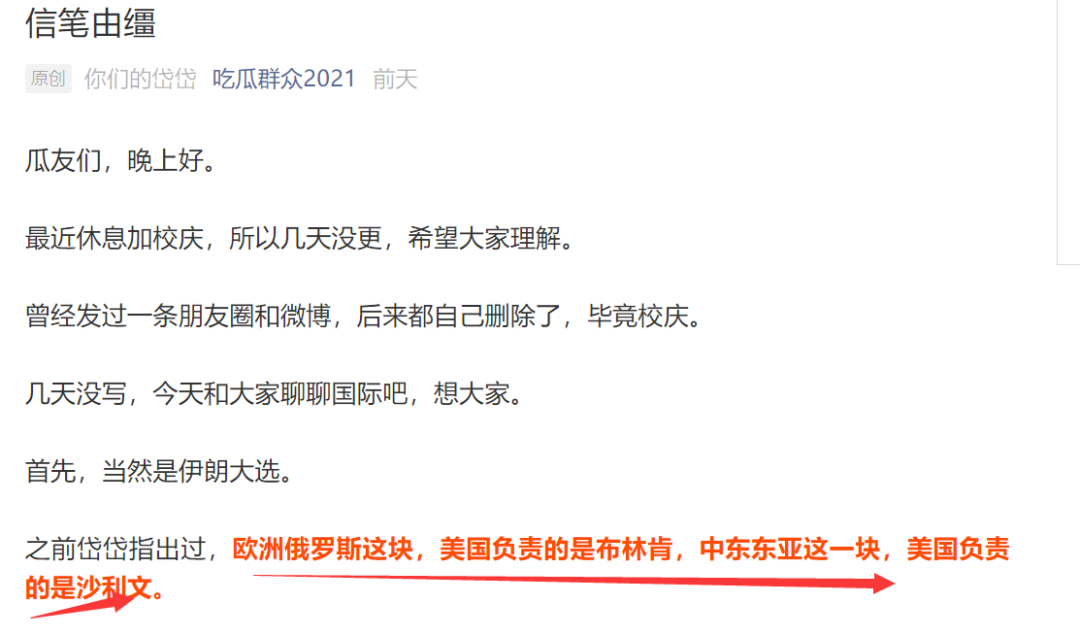 信笔由缰
原创 你们的岱岱 吃瓜群众2021 前天
瓜友们，晚上好。
最近休息加校庆，所以几天没更，希望大家理解。
曾经发过一条朋友圈和微博，后来都自己删除了，毕竟校庆。
几天没写，今天和大家聊聊国际吧，想大家。
首先，当然是伊朗大选。
之前岱岱指出过，欧洲俄罗斯这块，美国负责的是布林肯，中东东亚这一块，美国负责
的是沙利文。